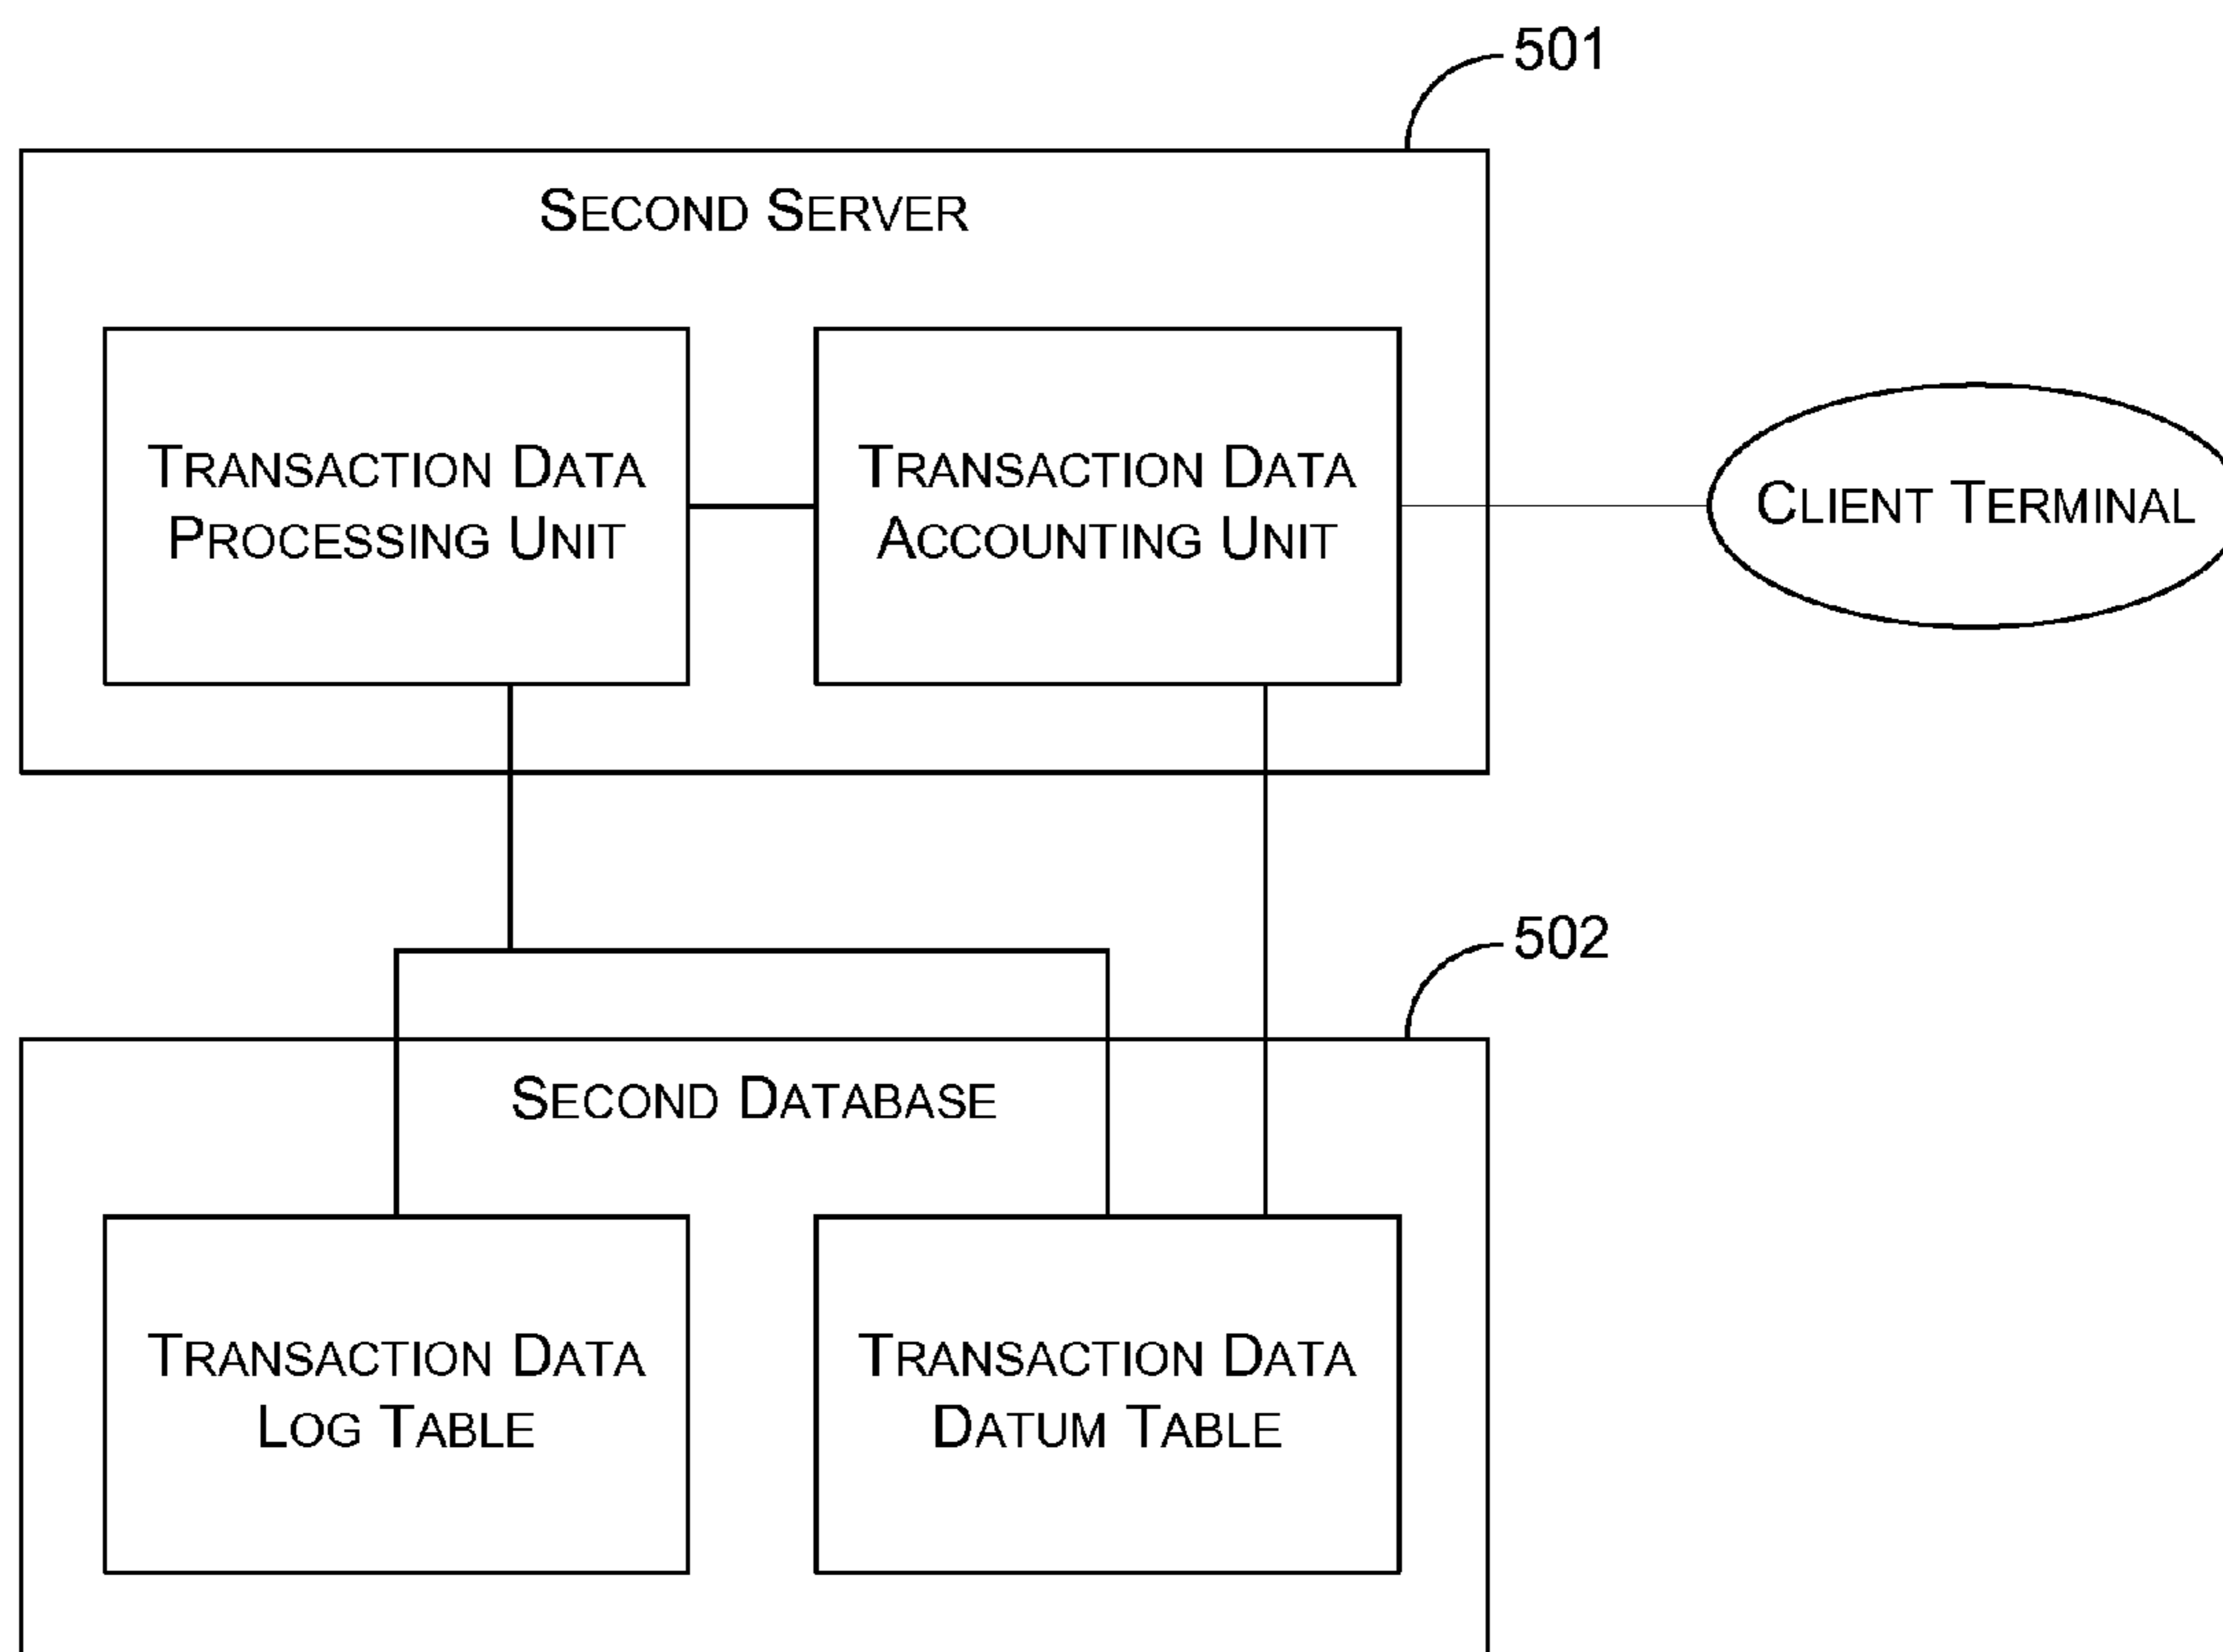 501
SECOND SERVER
TRANSACTION DATA
PROCESSING UNIT
TRANSACTION DATA
ACCOUNTING UNIT
CLIENT TERMINAL
502
SECOND DATABASE
TRANSACTION DATA
LOG TABLE
TRANSACTION DATA
DATUM TABLE